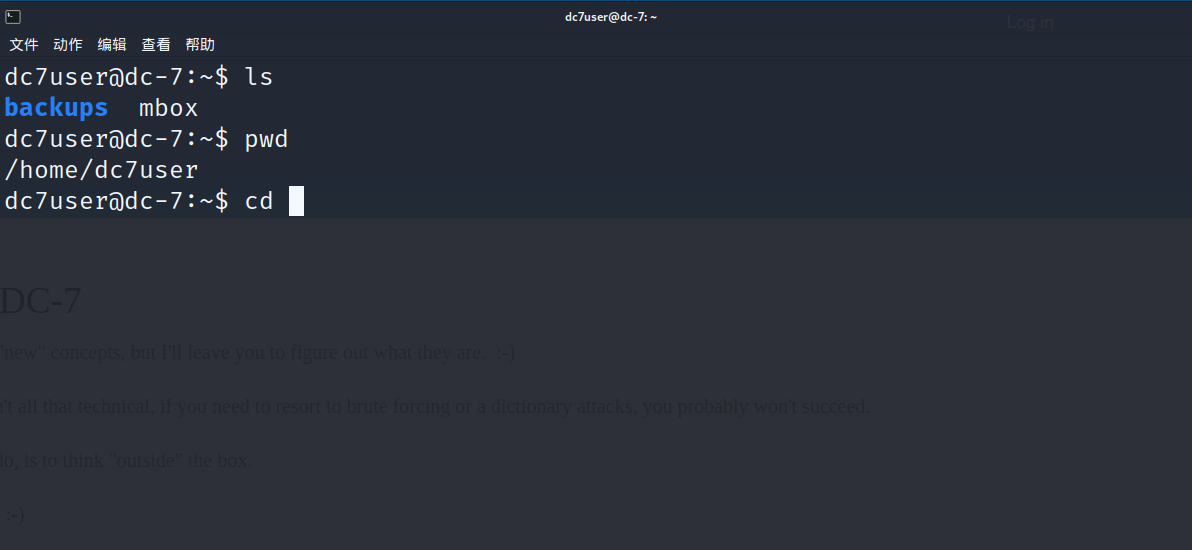 dc7user@dc-7: ~
Log in
文件 动作 编辑 查看 帮助
dc7user@dc-7:~$ ls
backups mbox
dc7user@dc-7:~$ pwd
/home/dc7user
dc7user@dc-7:~$ cd
DC-7
"new" concepts, but I'll leave you to figure out what they are. :-)
't all that technical, if you need to resort to brute forcing or a dictionary attacks, you probably won't succeed.
do, is to think "outside" the box.
:-)